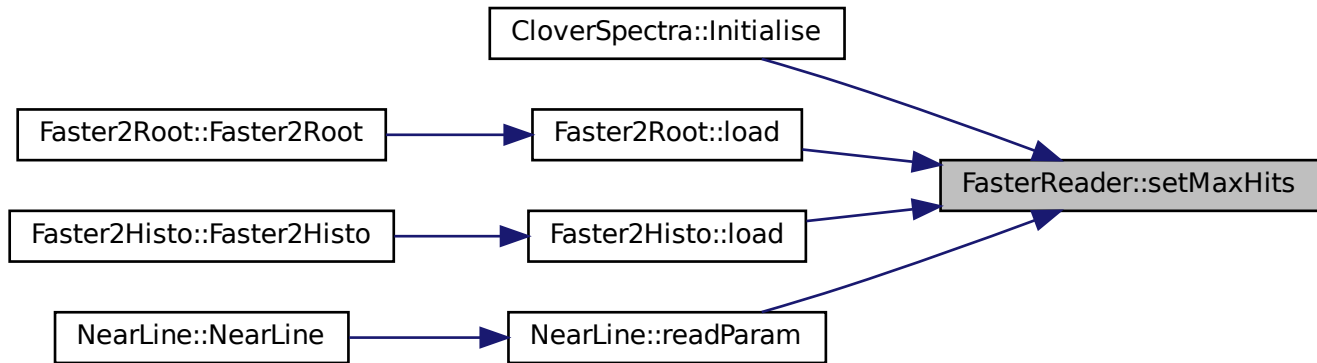 CloverSpectra::Initialise
Faster2Root::Faster2Root
Faster2Root::load
FasterReader::setMaxHits
Faster2Histo::Faster2Histo
Faster2Histo::load
NearLine::NearLine
NearLine::readParam